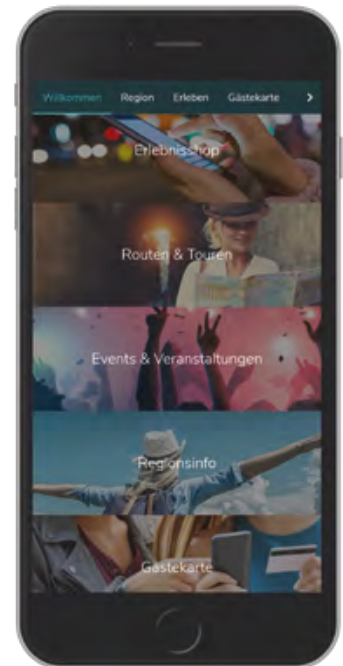 Willkommen Region Erleben Gästekarte
Erlebnisshop
Routen & Touren
Events & Veranstaltungen
Regionsinfo
Gästekarte